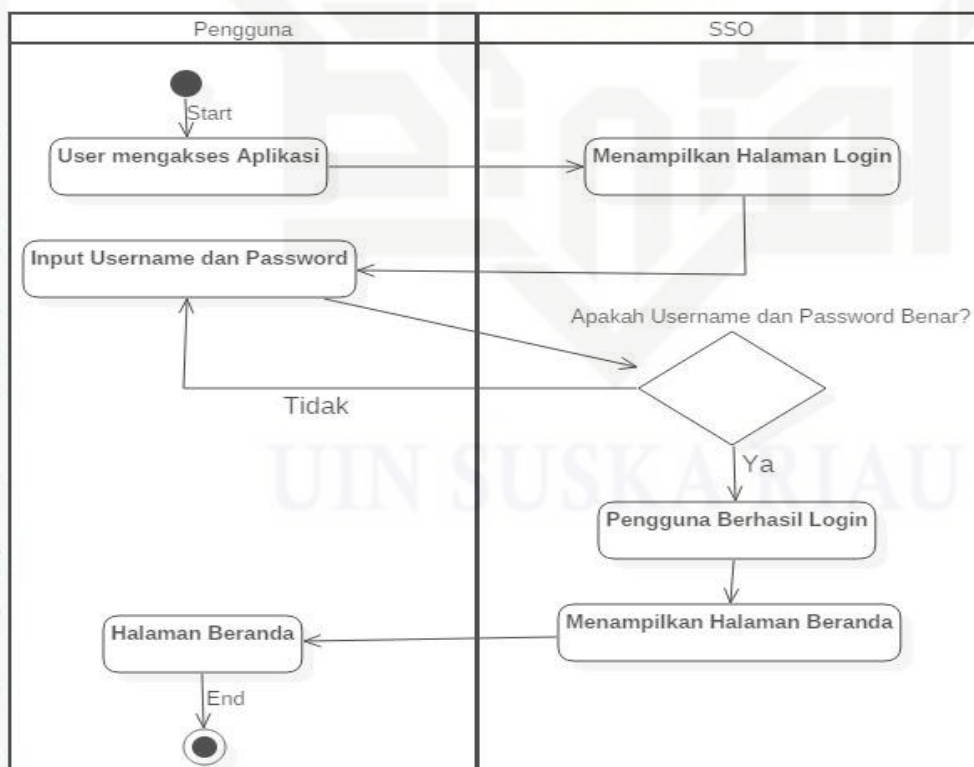 Pengguna
SSO
Start
User mengakses Aplikasi
Menampilkan Halaman Login
Input Username dan Password
Apakah Username dan Password Benar?
Tidak
Ya
UIN SUSKA RIAU
Pengguna Berhasil Login
Menampilkan Halaman Beranda
Halaman Beranda
End